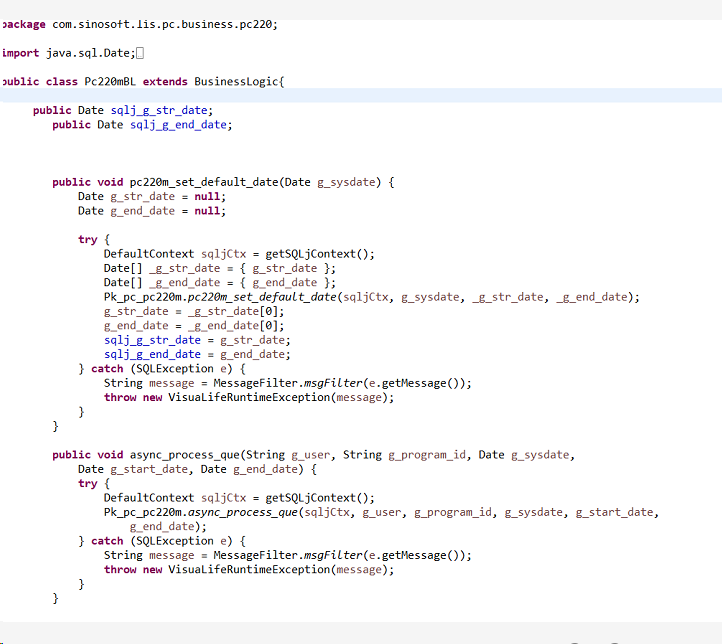 package com.sinosoft.lis.pc.business.pc220;
import java.sql.Date;
public class Pc220mBL extends BusinessLogic{
public Date sqlj_g_str_date;
public Date sqlj_g_end_date;
public void pc220m_set_default_date(Date g_sysdate) {
Date g_str_date = null;
Date g_end_date = null;
try {
DefaultContext sqljCtx = getSQLjContext();
Date[] _g_str_date = { g_str_date };
Date[] _g_end_date = { g_end_date };
Pk_pc_pc220m.pc220m_set_default_date(sqljCtx, g_sysdate, _g_str_date, _g_end_date);
g_str_date = _g_str_date[0];
g_end_date = _g_end_date[0];
sqlj_g_str_date = g_str_date;
sqlj_g_end_date = g_end_date;
} catch (SQLException e) {
String message = MessageFilter.msgFilter(e.getMessage());
throw new VisuaLifeRuntimeException(message);
}
}
public void async_process_que(String g_user, String g_program_id, Date g_sysdate,
Date g_start_date, Date g_end_date) {
try {
DefaultContext sqljCtx = getSQLjContext();
Pk_pc_pc220m.async_process_que(sqljCtx, g_user, g_program_id, g_sysdate, g_start_date,
g_end_date);
} catch (SQLException e) {
String message = MessageFilter.msgFilter(e.getMessage());
throw new VisuaLifeRuntimeException(message);
}
}